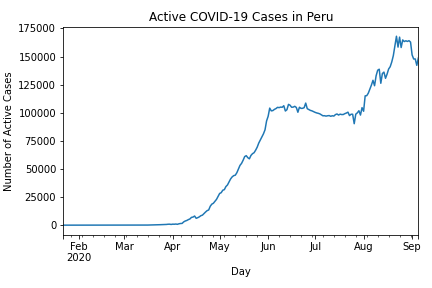 Active COVID-19 Cases in Peru
Number of Active Cases
175000
150000
125000
100000
75000
50000
25000
0
Feb Mar Apr May Jun Jul Aug Sep
2020
Day